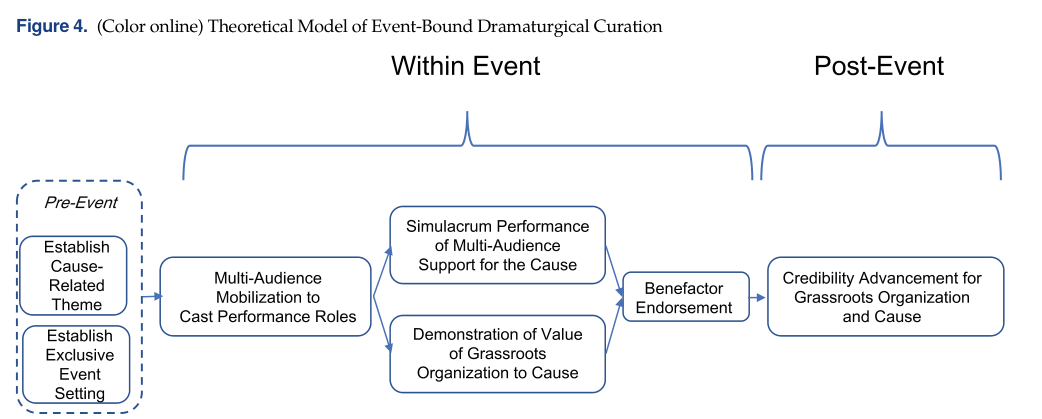 Figure 4. (Color online) Theoretical Model of Event-Bound Dramaturgical Curation
Within Event
Post-Event
Pre-Event
Establish
Cause-
Related
Theme
Establish
Exclusive
Event
Setting
Multi-Audience
Mobilization to
Cast Performance Roles
Simulacrum Performance
of Multi-Audience
Support for the Cause
Demonstration of Value
of Grassroots
Organization to Cause
Benefactor
Endorsement
Credibility Advancement for
Grassroots Organization
and Cause